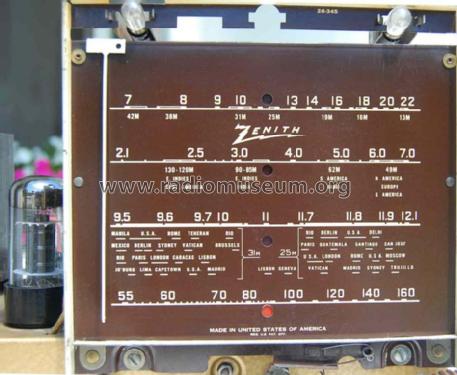 26-345
7 8 9 10 12 13 14 16 18 20 22
42M 38M 31M 25M 19M 16M 13M
ZENITH
2.1 2.5 3.0 4.0 5.0 6.0 7.0
130-120M 90-85M 62M 49M
E. INDIES E. INDIES S. AMERICA N. AMERICA
EUROPE
S. AMERICA
www.radiomuseum.org
9.5 9.6 9.7 10 11 11.7 11.8 11.9 12.1
MANILA U.S.A. ROME TEHERAN RIO RIO BERLIN U.S.A. DELHI
MEXICO BERLIN SYDNEY VATICAN BRUSSELS PARIS GUATEMALA SANTIAGO SAN JOSE
31M 25M
RIO PARIS LONDON CARACAS LISBON U.S.A. LONDON ROME U.S.A. MOSCOW
JO'BURG LIMA CAPETOWN U.S.A. MADRID LISBON GENEVA VATICAN MADRID SYDNEY TRUJILLO
55 60 70 80 100 120 140 160
MADE IN UNITED STATES OF AMERICA
REG. U.S. PAT. OFF.